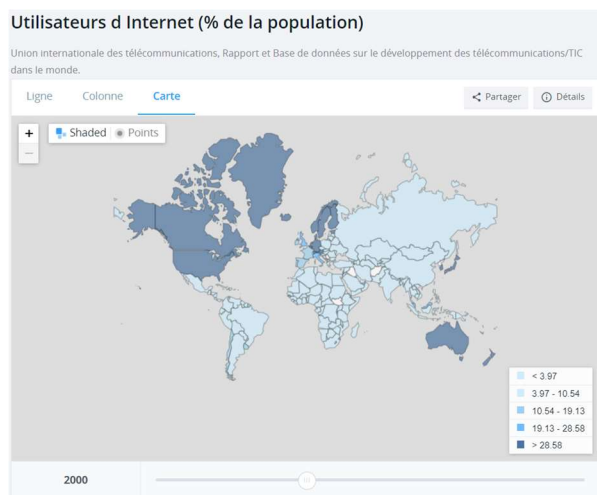 Utilisateurs d Internet (% de la population)
Union internationale des télécommunications, Rapport et Base de données sur le développement des télécommunications/TIC
dans le monde.
Ligne Colonne Carte Partager Détails
+ Shaded Points
−
< 3.97
3.97 - 10.54
10.54 - 19.13
19.13 - 28.58
> 28.58
2000